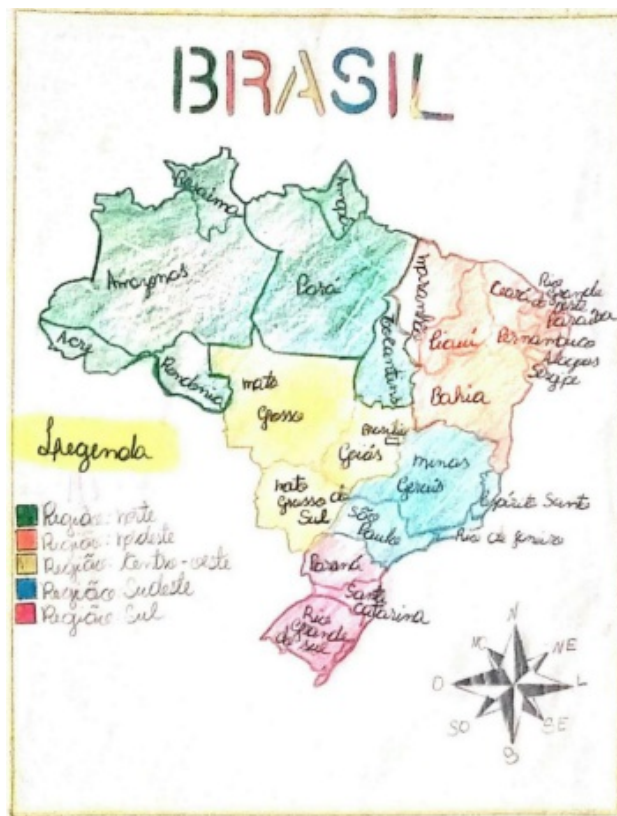 BRASIL
Roraima
Amapá
Amazonas
Pará
Maranhão
Ceará
Rio
Grande
do norte
Paraíba
Piauí
Pernambuco
Alagoas
Sergipe
Acre
Rondônia
Tocantins
Bahia
mato
Grosso
Brasília
Goiás
minas
Gerais
Legenda
mato
Grosso do
Sul
São
Paulo
Espírito Santo
Rio de janeiro
Região: norte
Região: nodeste
Região: Centro-oeste
Região Sudeste
Região Sul
Paraná
Santa
Catarina
Rio
Grande
do sul
N
NO
NE
O
L
SO
SE
S